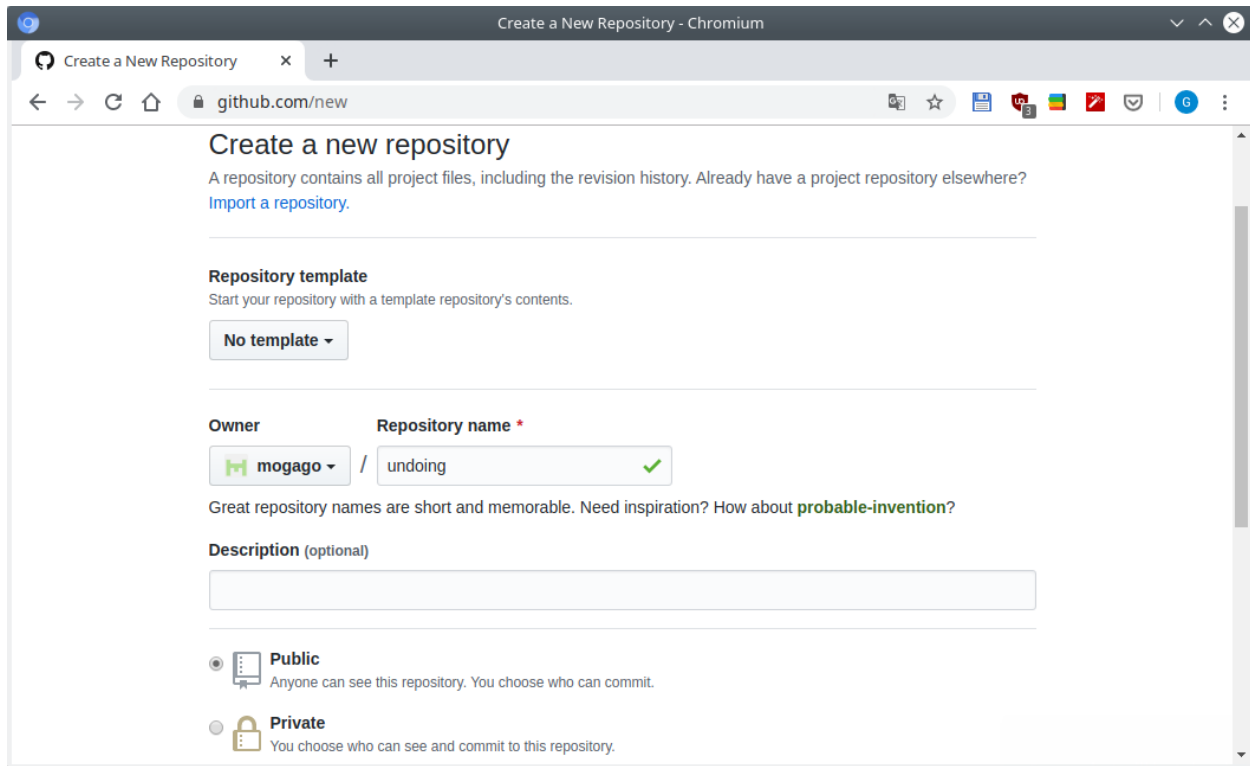 Create a New Repository - Chromium
Create a New Repository
github.com/new
3
G
Create a new repository
A repository contains all project files, including the revision history. Already have a project repository elsewhere?
Import a repository.
Repository template
Start your repository with a template repository's contents.
No template
Owner
Repository name *
mogago / undoing
Great repository names are short and memorable. Need inspiration? How about probable-invention?
Description (optional)
Public
Anyone can see this repository. You choose who can commit.
Private
You choose who can see and commit to this repository.